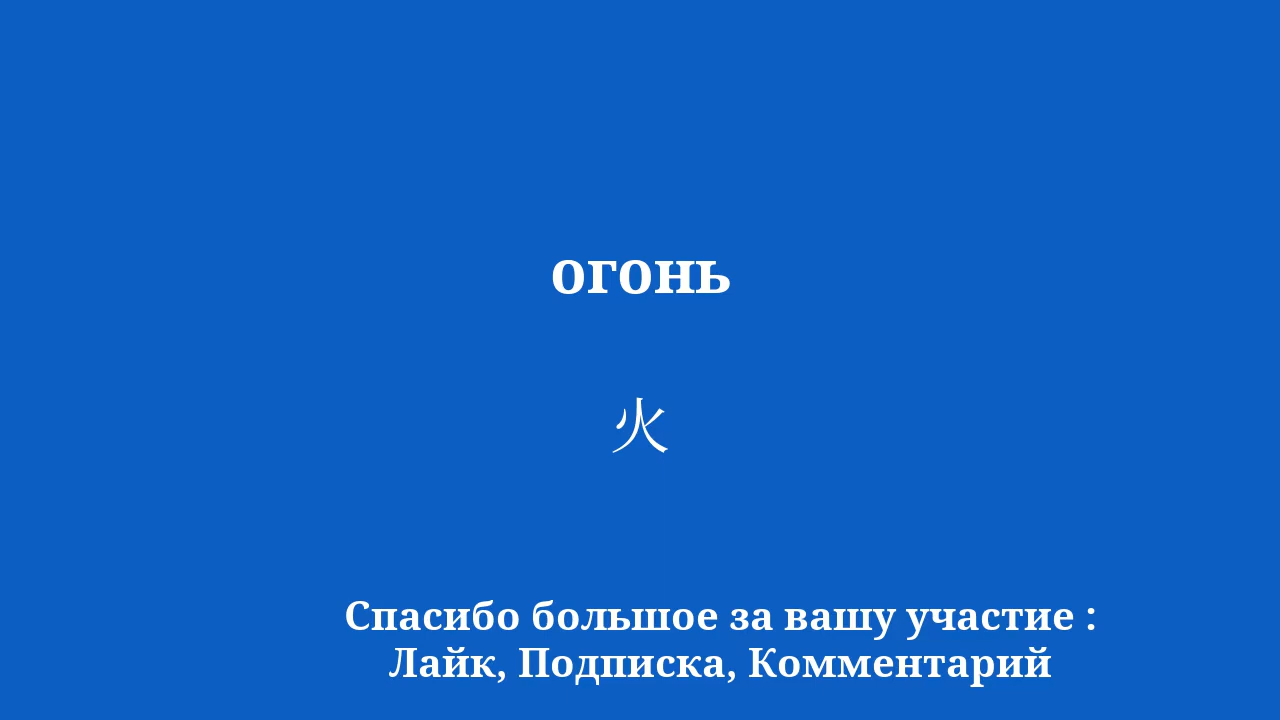 огонь
火
Спасибо большое за вашу участие :
Лайк, Подписка, Комментарий